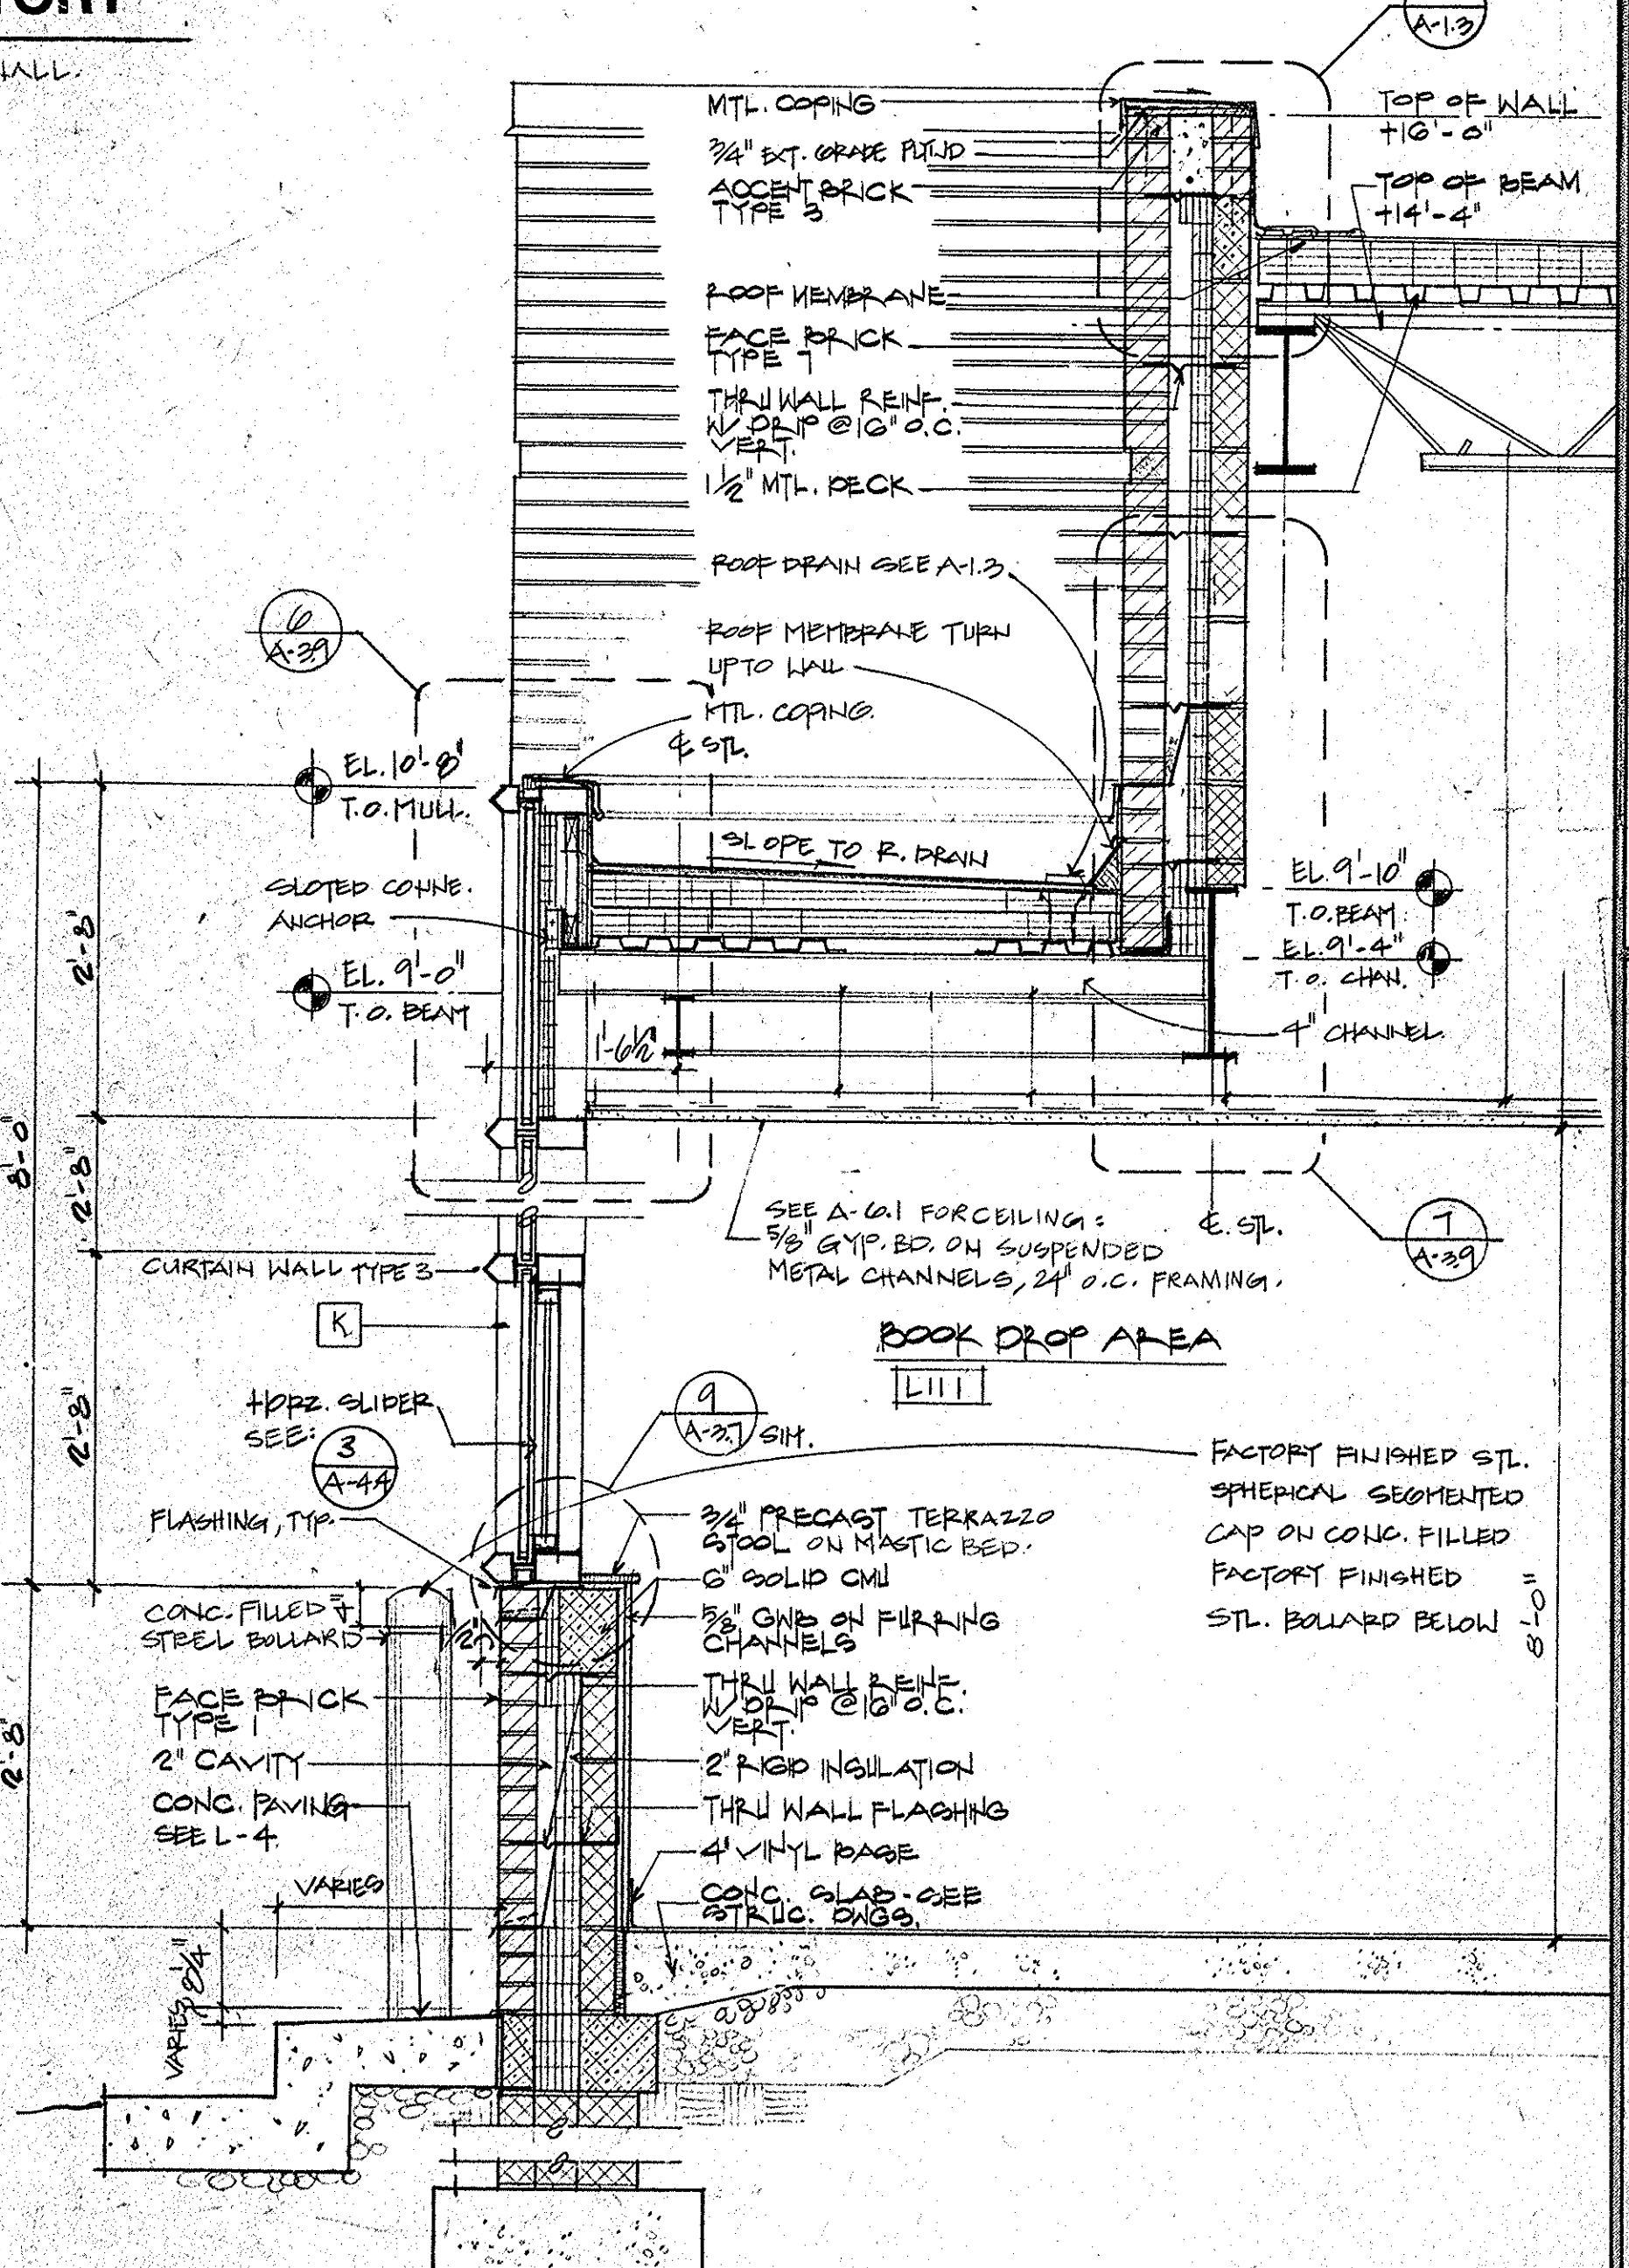 A-1.3
MTL. COPING
TOP OF WALL
+16'-0"
3/4" EXT. GRADE PLYWD
ACCENT BRICK
TYPE 3
TOP OF BEAM
+14'-4"
ROOF MEMBRANE
FACE BRICK
TYPE 1
THRU WALL REINF.
W/ DRIP @ 16" O.C.
VERT.
1 1/2" MTL. DECK
ROOF DRAIN SEE A-1.3
6
A-3.9
ROOF MEMBRANE TURN
UP TO WALL
MTL. COPING.
℄ STL.
EL. 10'-8"
T.O. MULL.
SLOPE TO R. DRAIN
SLOTED CONNE.
ANCHOR
EL. 9'-10"
T.O. BEAM
EL. 9'-4"
T.O. CHAN.
EL. 9'-0"
T.O. BEAM
4" CHANNEL
1'-6 1/2"
2'-8"
8'-0"
2'-8"
SEE A-6.1 FOR CEILING:
5/8" GYP. BD. ON SUSPENDED
METAL CHANNELS, 24" O.C. FRAMING.
℄ STL.
7
A-3.9
CURTAIN WALL TYPE 3
K
BOOK DROP AREA
L111
2'-8"
HORZ. SLIDER
SEE:
3
A-4.4
9
A-3.7
SIM.
FACTORY FINISHED STL.
SPHERICAL SEGMENTED
CAP ON CONC. FILLED
FACTORY FINISHED
STL. BOLLARD BELOW
8'-0"
FLASHING, TYP.
3/4" PRECAST TERRAZZO
STOOL ON MASTIC BED.
6" SOLID CMU
5/8" GWB ON FURRING
CHANNELS
CONC. FILLED
STEEL BOLLARD
THRU WALL REINF.
W/ DRIP @ 16" O.C.
VERT.
FACE BRICK
TYPE 1
2" CAVITY
2" RIGID INSULATION
CONC. PAVING
SEE L-4.
THRU WALL FLASHING
4" VINYL BASE
2'-8"
VARIES
CONC. SLAB - SEE
STRUC. DWGS.
VARIES